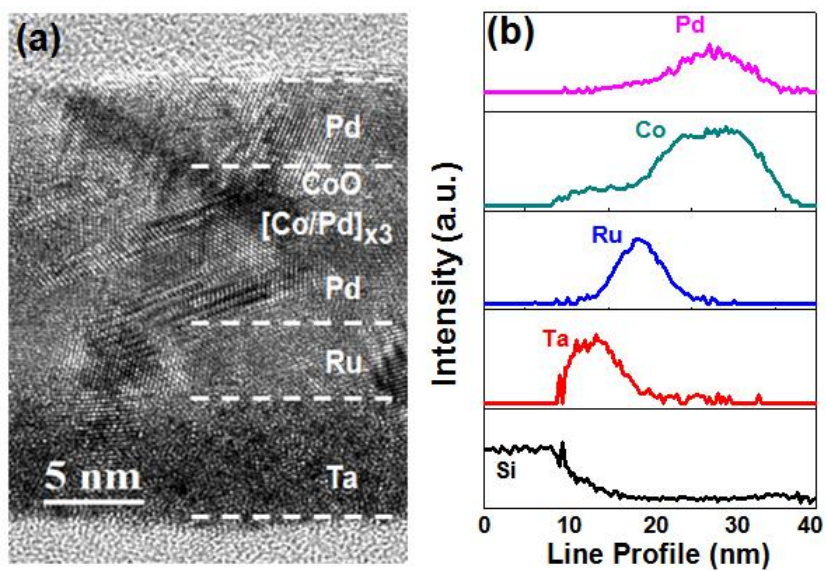 (a)
Pd
CoO
[Co/Pd]x3
Pd
Ru
Ta
5 nm
(b)
Pd
Co
Ru
Ta
Si
Intensity (a.u.)
0 10 20 30 40
Line Profile (nm)